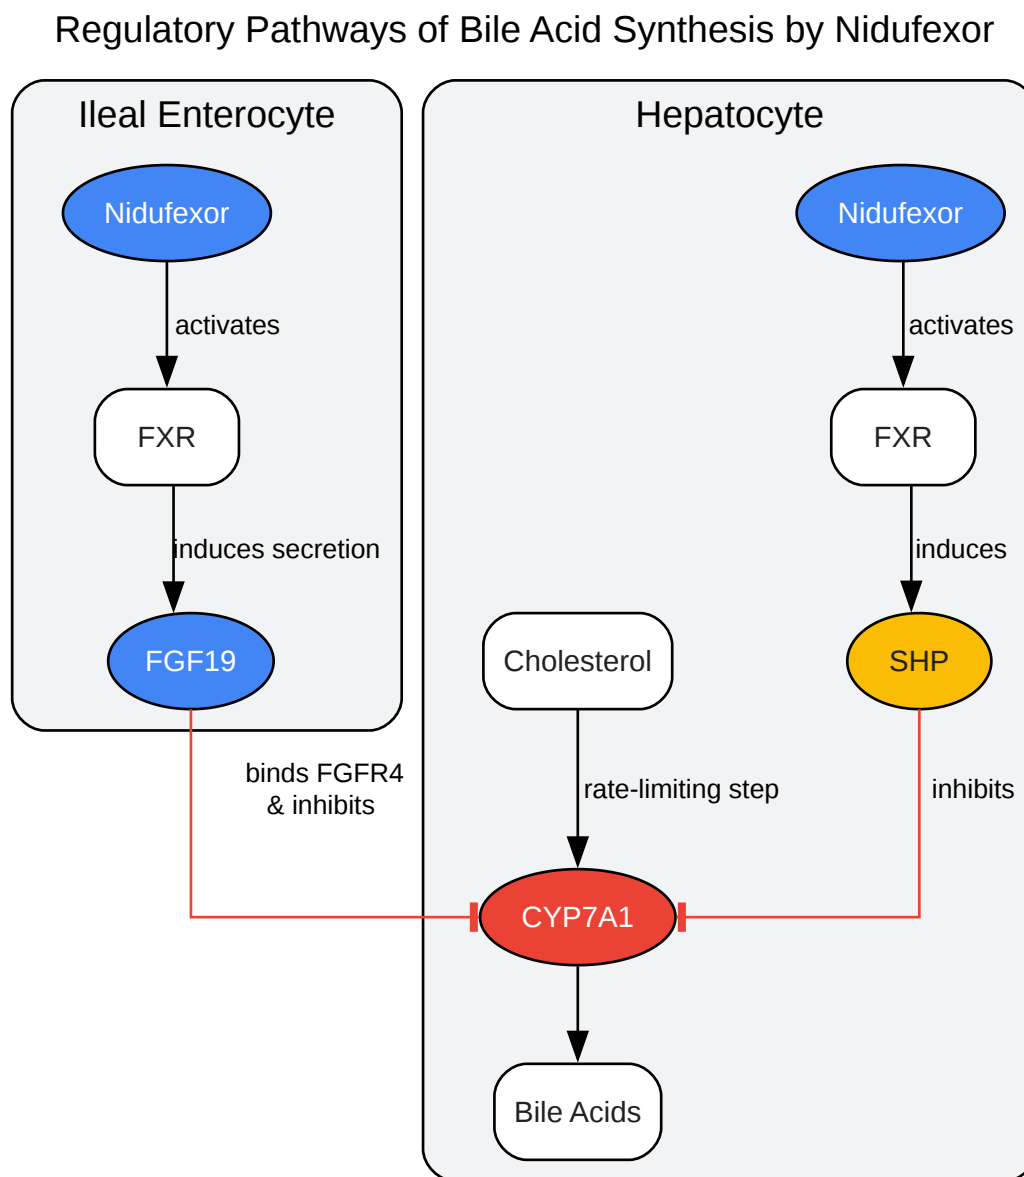 Regulatory Pathways of Bile Acid Synthesis by Nidufexor
Ileal Enterocyte
Nidufexor
activates
FXR
induces secretion
FGF19
binds FGFR4
& inhibits
Hepatocyte
Nidufexor
activates
FXR
induces
SHP
inhibits
Cholesterol
rate-limiting step
CYP7A1
Bile Acids